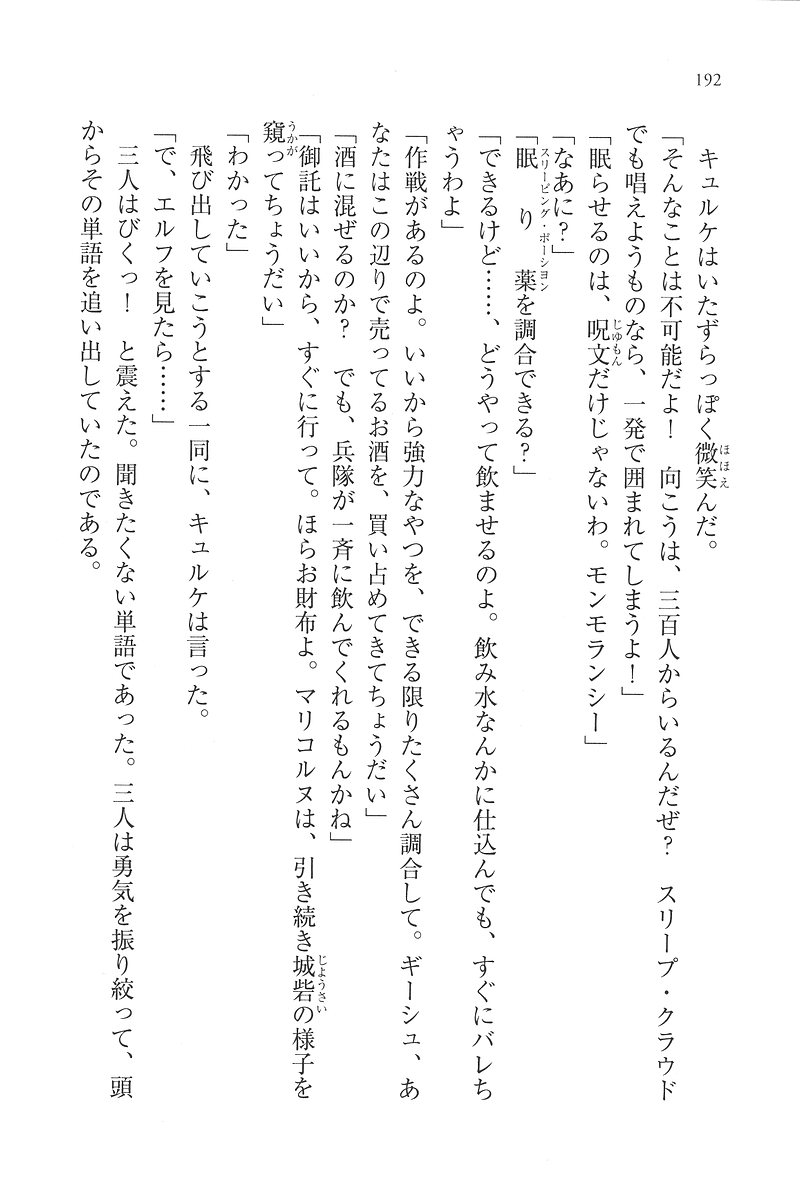 192
　キュルケはいたずらっぽく微笑んだ。
「そんなことは不可能だよ！　向こうは、三百人からいるんだぜ？　スリープ・クラウド
でも唱えようものなら、一発で囲まれてしまうよ！」
「眠らせるのは、呪文だけじゃないわ。モンモランシー」
「なあに？」
「眠り薬を調合できる？」
「できるけど……、どうやって飲ませるのよ。飲み水なんかに仕込んでも、すぐにバレち
ゃうわよ」
「作戦があるのよ。いいから強力なやつを、できる限りたくさん調合して。ギーシュ、あ
なたはこの辺りで売ってるお酒を、買い占めてきてちょうだい」
「酒に混ぜるのか？　でも、兵隊が一斉に飲んでくれるもんかね」
「御託はいいから、すぐに行って。ほらお財布よ。マリコルヌは、引き続き城砦の様子を
窺ってちょうだい」
「わかった」
　飛び出していこうとする一同に、キュルケは言った。
「で、エルフを見たら……」
　三人はびくっ！　と震えた。聞きたくない単語であった。三人は勇気を振り絞って、頭
からその単語を追い出していたのである。